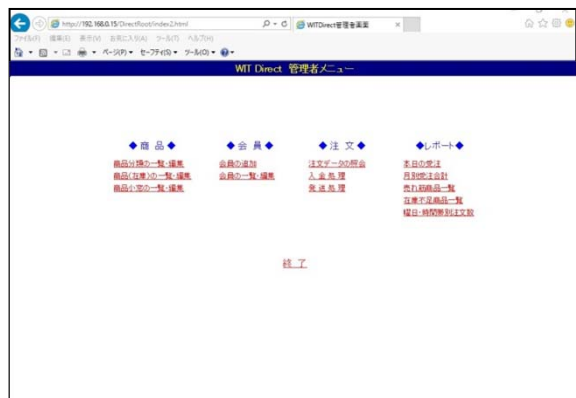 http://192.168.0.15/DirectRoot/index2.html
WITDirect管理者画面
ファイル(F) 編集(E) 表示(V) お気に入り(A) ツール(T) ヘルプ(H)
ページ(P) セーフティ(S) ツール(O)
WIT Direct 管理者メニュー
◆商 品◆ ◆会 員◆ ◆注 文◆ ◆レポート◆
商品分類の一覧・編集 会員の追加 注文データの照会 本日の受注
商品(在庫)の一覧・編集 会員の一覧・編集 入 金 処 理 月別受注合計
商品小窓の一覧・編集 発 送 処 理 売れ筋商品一覧
在庫不足商品一覧
曜日・時間帯別注文数
終 了